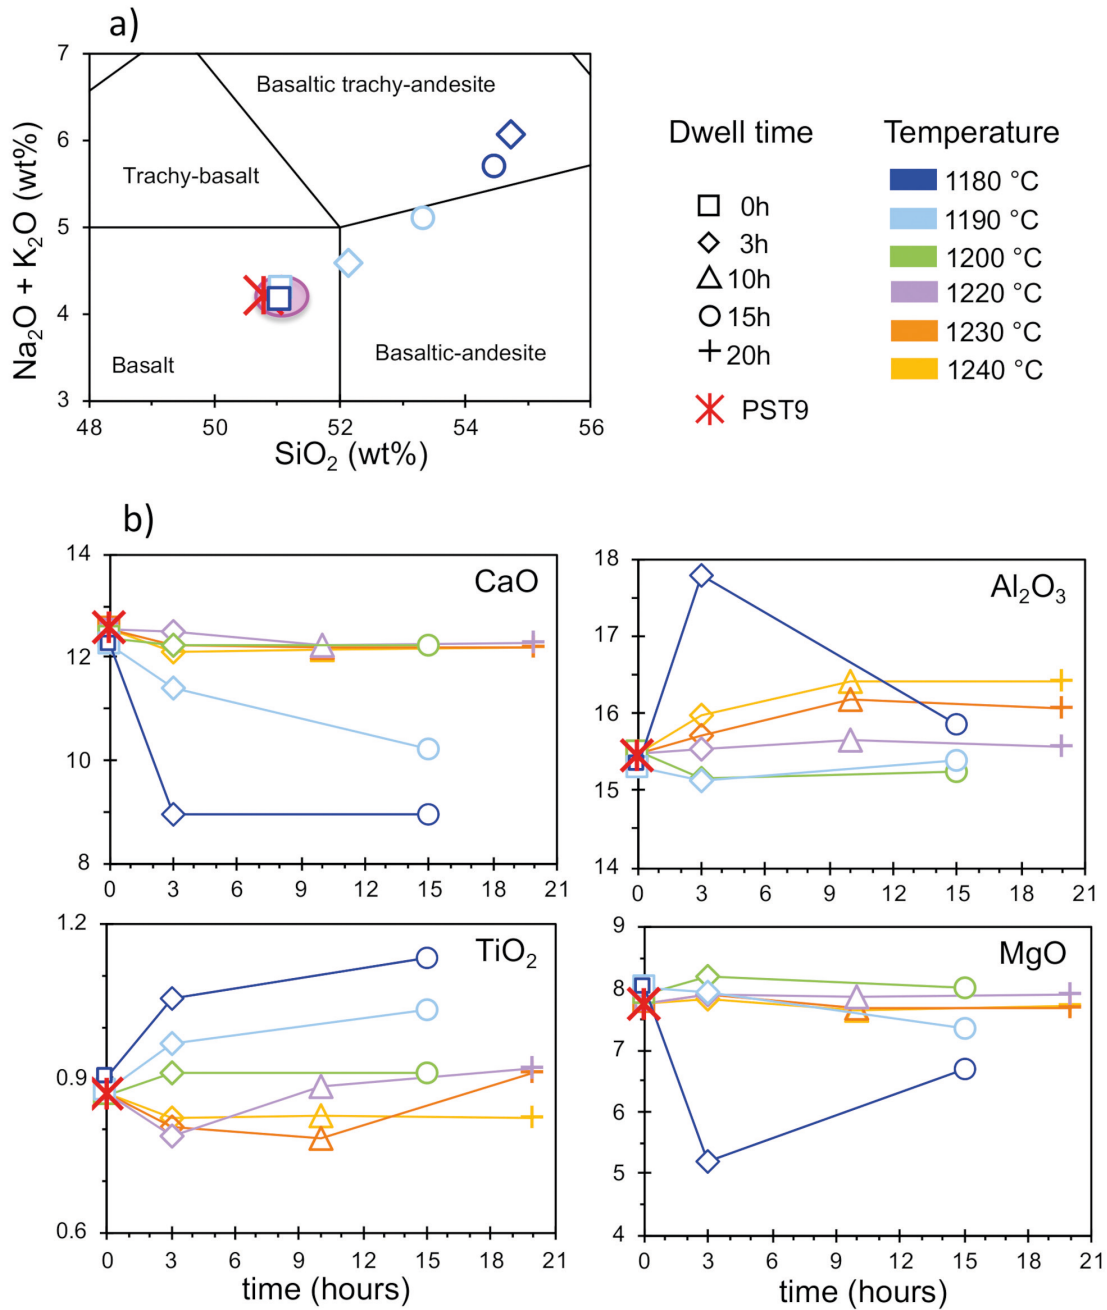 a)
7
6
5
4
3
Na₂O + K₂O (wt%)
Basaltic trachy-andesite
Trachy-basalt
Basalt
Basaltic-andesite
48 50 52 54 56
SiO₂ (wt%)
Dwell time
0h
3h
10h
15h
20h
PST9
Temperature
1180 °C
1190 °C
1200 °C
1220 °C
1230 °C
1240 °C
b)
CaO
14
12
10
8
0 3 6 9 12 15 18 21
Al₂O₃
18
17
16
15
14
0 3 6 9 12 15 18 21
TiO₂
1.2
0.9
0.6
0 3 6 9 12 15 18 21
time (hours)
MgO
9
8
7
6
5
4
0 3 6 9 12 15 18 21
time (hours)